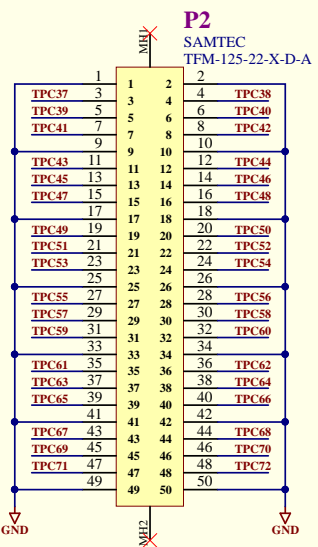 P2
SAMTEC
TFM-125-22-X-D-A
MH1
1 1 2 2
TPC37 3 3 4 4 TPC38
TPC39 5 5 6 6 TPC40
TPC41 7 7 8 8 TPC42
9 9 10 10
TPC43 11 11 12 12 TPC44
TPC45 13 13 14 14 TPC46
TPC47 15 15 16 16 TPC48
17 17 18 18
TPC49 19 19 20 20 TPC50
TPC51 21 21 22 22 TPC52
TPC53 23 23 24 24 TPC54
25 25 26 26
TPC55 27 27 28 28 TPC56
TPC57 29 29 30 30 TPC58
TPC59 31 31 32 32 TPC60
33 33 34 34
TPC61 35 35 36 36 TPC62
TPC63 37 37 38 38 TPC64
TPC65 39 39 40 40 TPC66
41 41 42 42
TPC67 43 43 44 44 TPC68
TPC69 45 45 46 46 TPC70
TPC71 47 47 48 48 TPC72
49 49 50 50
MH2
GND GND